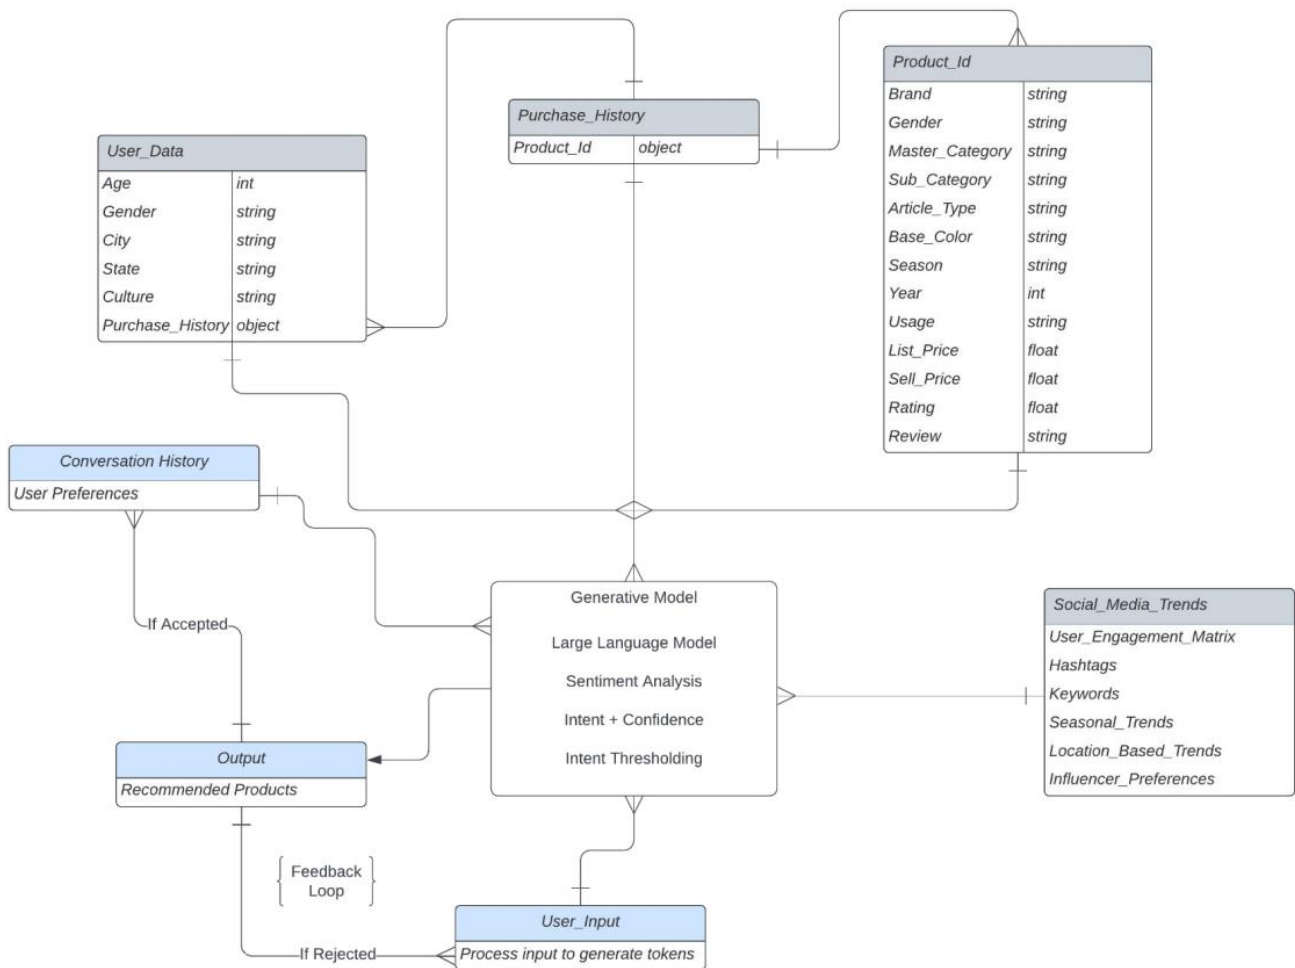 Product_Id
Brand string
Gender string
Master_Category string
Sub_Category string
Article_Type string
Base_Color string
Season string
Year int
Usage string
List_Price float
Sell_Price float
Rating float
Review string
Purchase_History
Product_Id object
User_Data
Age int
Gender string
City string
State string
Culture string
Purchase_History object
Conversation History
User Preferences
Generative Model
Large Language Model
Sentiment Analysis
Intent + Confidence
Intent Thresholding
Social_Media_Trends
User_Engagement_Matrix
Hashtags
Keywords
Seasonal_Trends
Location_Based_Trends
Influencer_Preferences
If Accepted
Output
Recommended Products
Feedback
Loop
If Rejected
User_Input
Process input to generate tokens